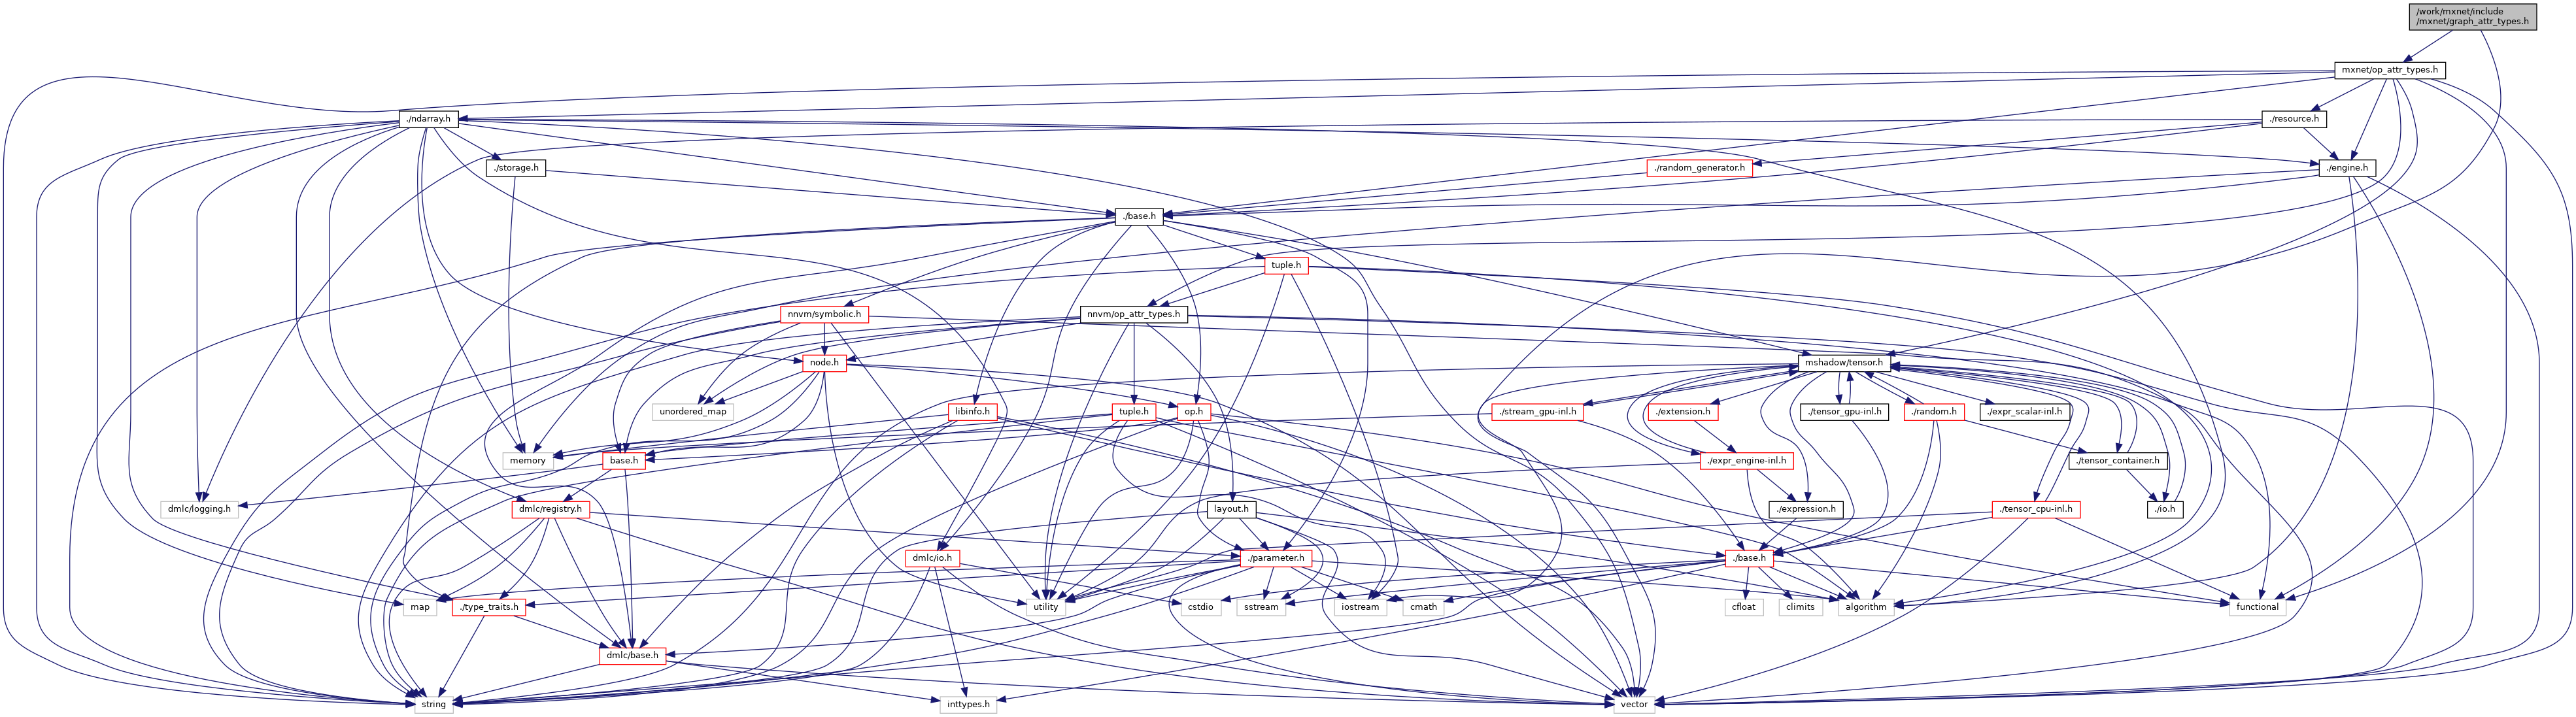 /work/mxnet/include
/mxnet/graph_attr_types.h
mxnet/op_attr_types.h
./ndarray.h
./resource.h
./storage.h
./random_generator.h
./engine.h
./base.h
tuple.h
nnvm/symbolic.h
nnvm/op_attr_types.h
node.h
mshadow/tensor.h
unordered_map
libinfo.h
tuple.h
op.h
./stream_gpu-inl.h
./extension.h
./tensor_gpu-inl.h
./random.h
./expr_scalar-inl.h
memory
base.h
./expr_engine-inl.h
./tensor_container.h
dmlc/logging.h
dmlc/registry.h
layout.h
./expression.h
./tensor_cpu-inl.h
./io.h
dmlc/io.h
./parameter.h
./base.h
map
./type_traits.h
utility
cstdio
sstream
iostream
cmath
cfloat
climits
algorithm
functional
dmlc/base.h
string
inttypes.h
vector